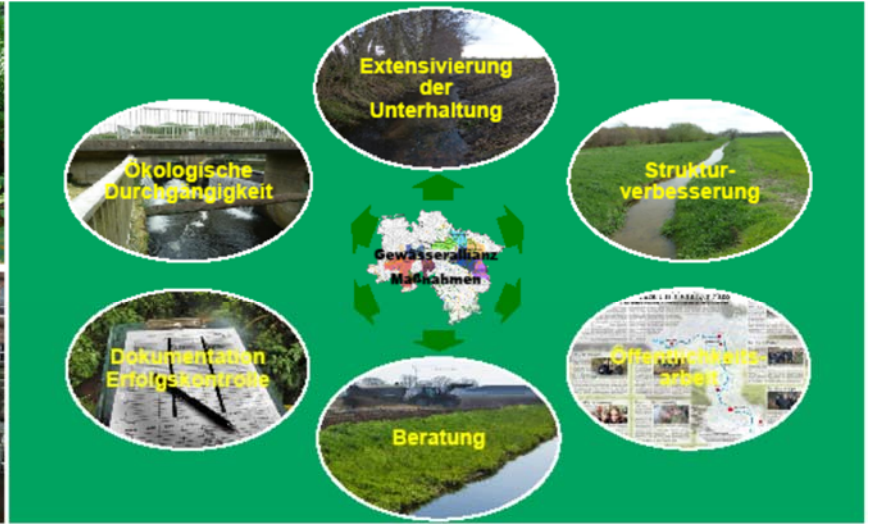 Extensivierung
der
Unterhaltung
Ökologische
Durchgängigkeit
Struktur-
verbesserung
Gewässerallianz
Maßnahmen
Dokumentation
Erfolgskontrolle
Öffentlichkeits-
arbeit
Beratung